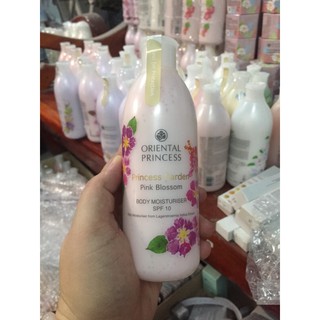 ORIENTAL
PRINCESS
Princess Garden
Pink Blossom
BODY MOISTURISER
SPF 10